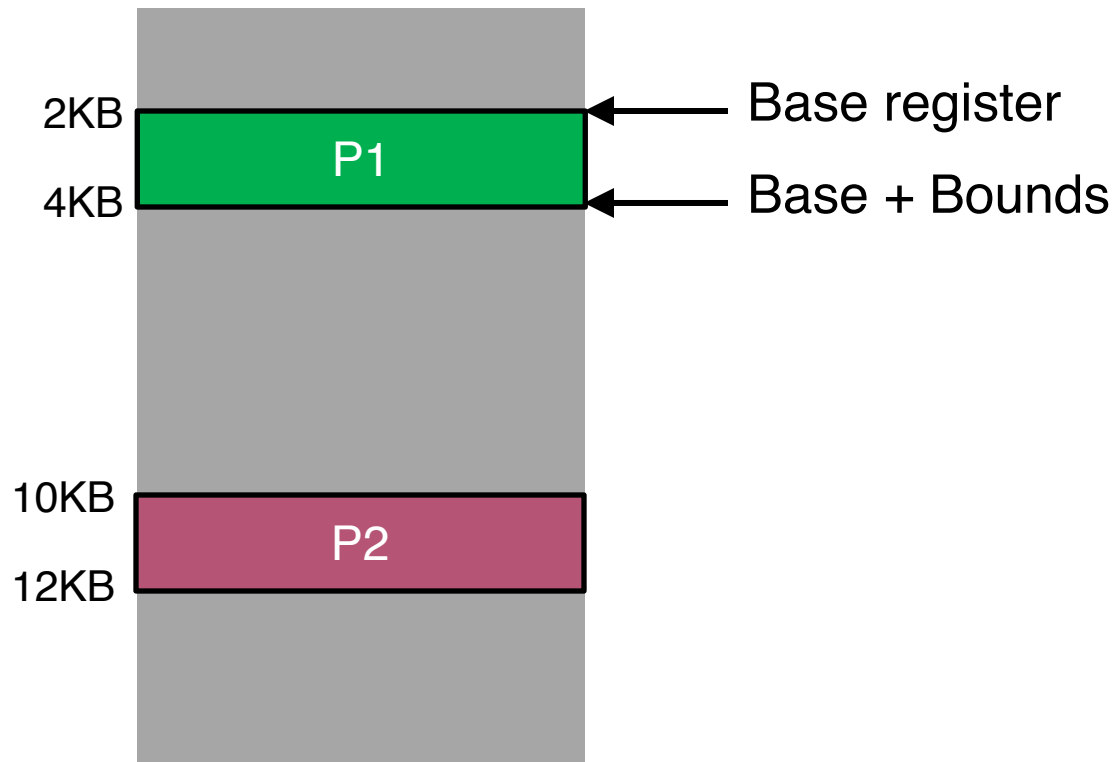 2KB
Base register
P1
4KB
Base + Bounds
10KB
P2
12KB